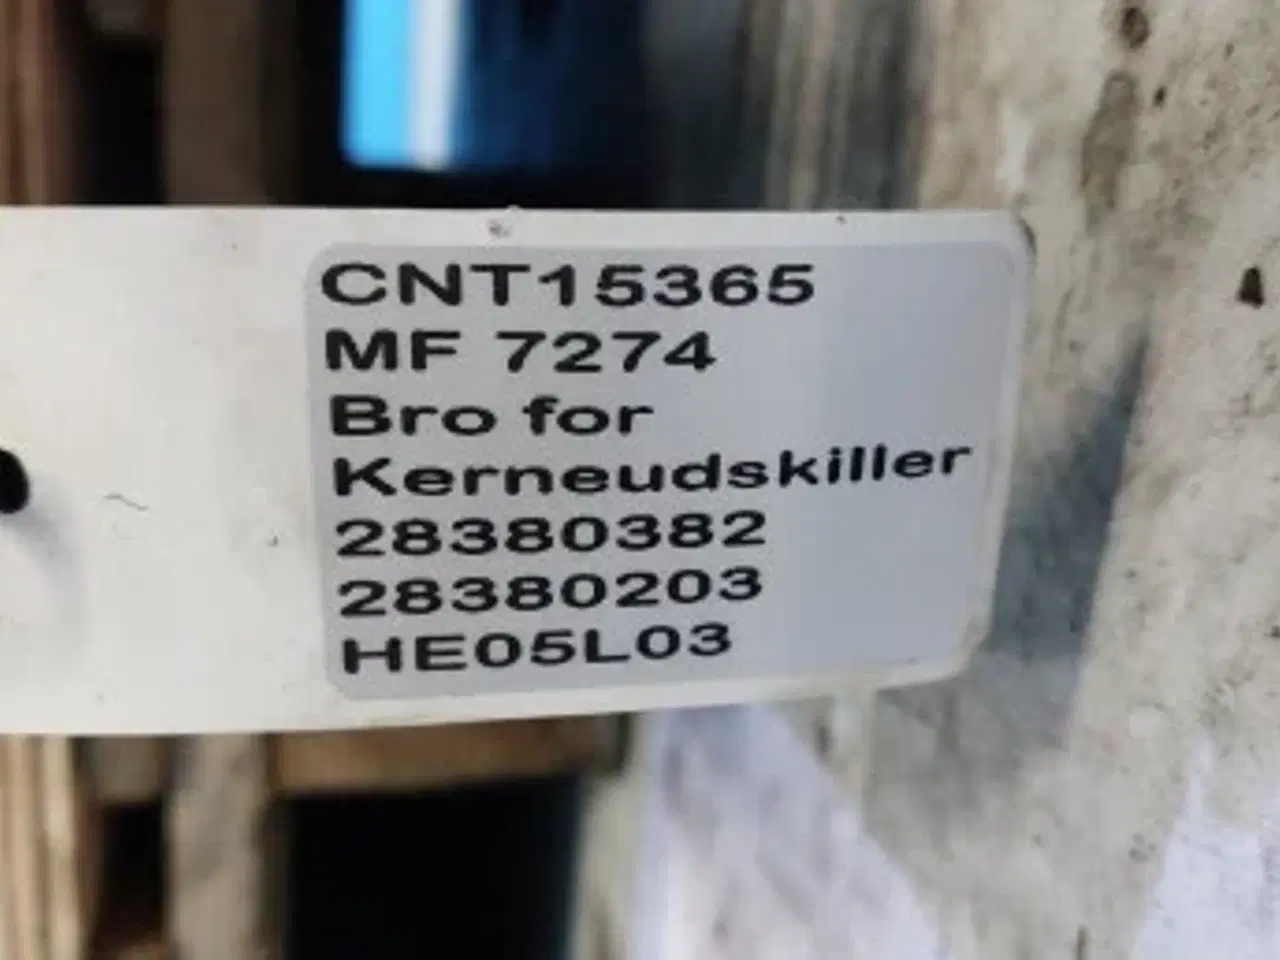 CNT15365
MF 7274
Bro for
Kerneudskiller
28380382
28380203
HE05L03